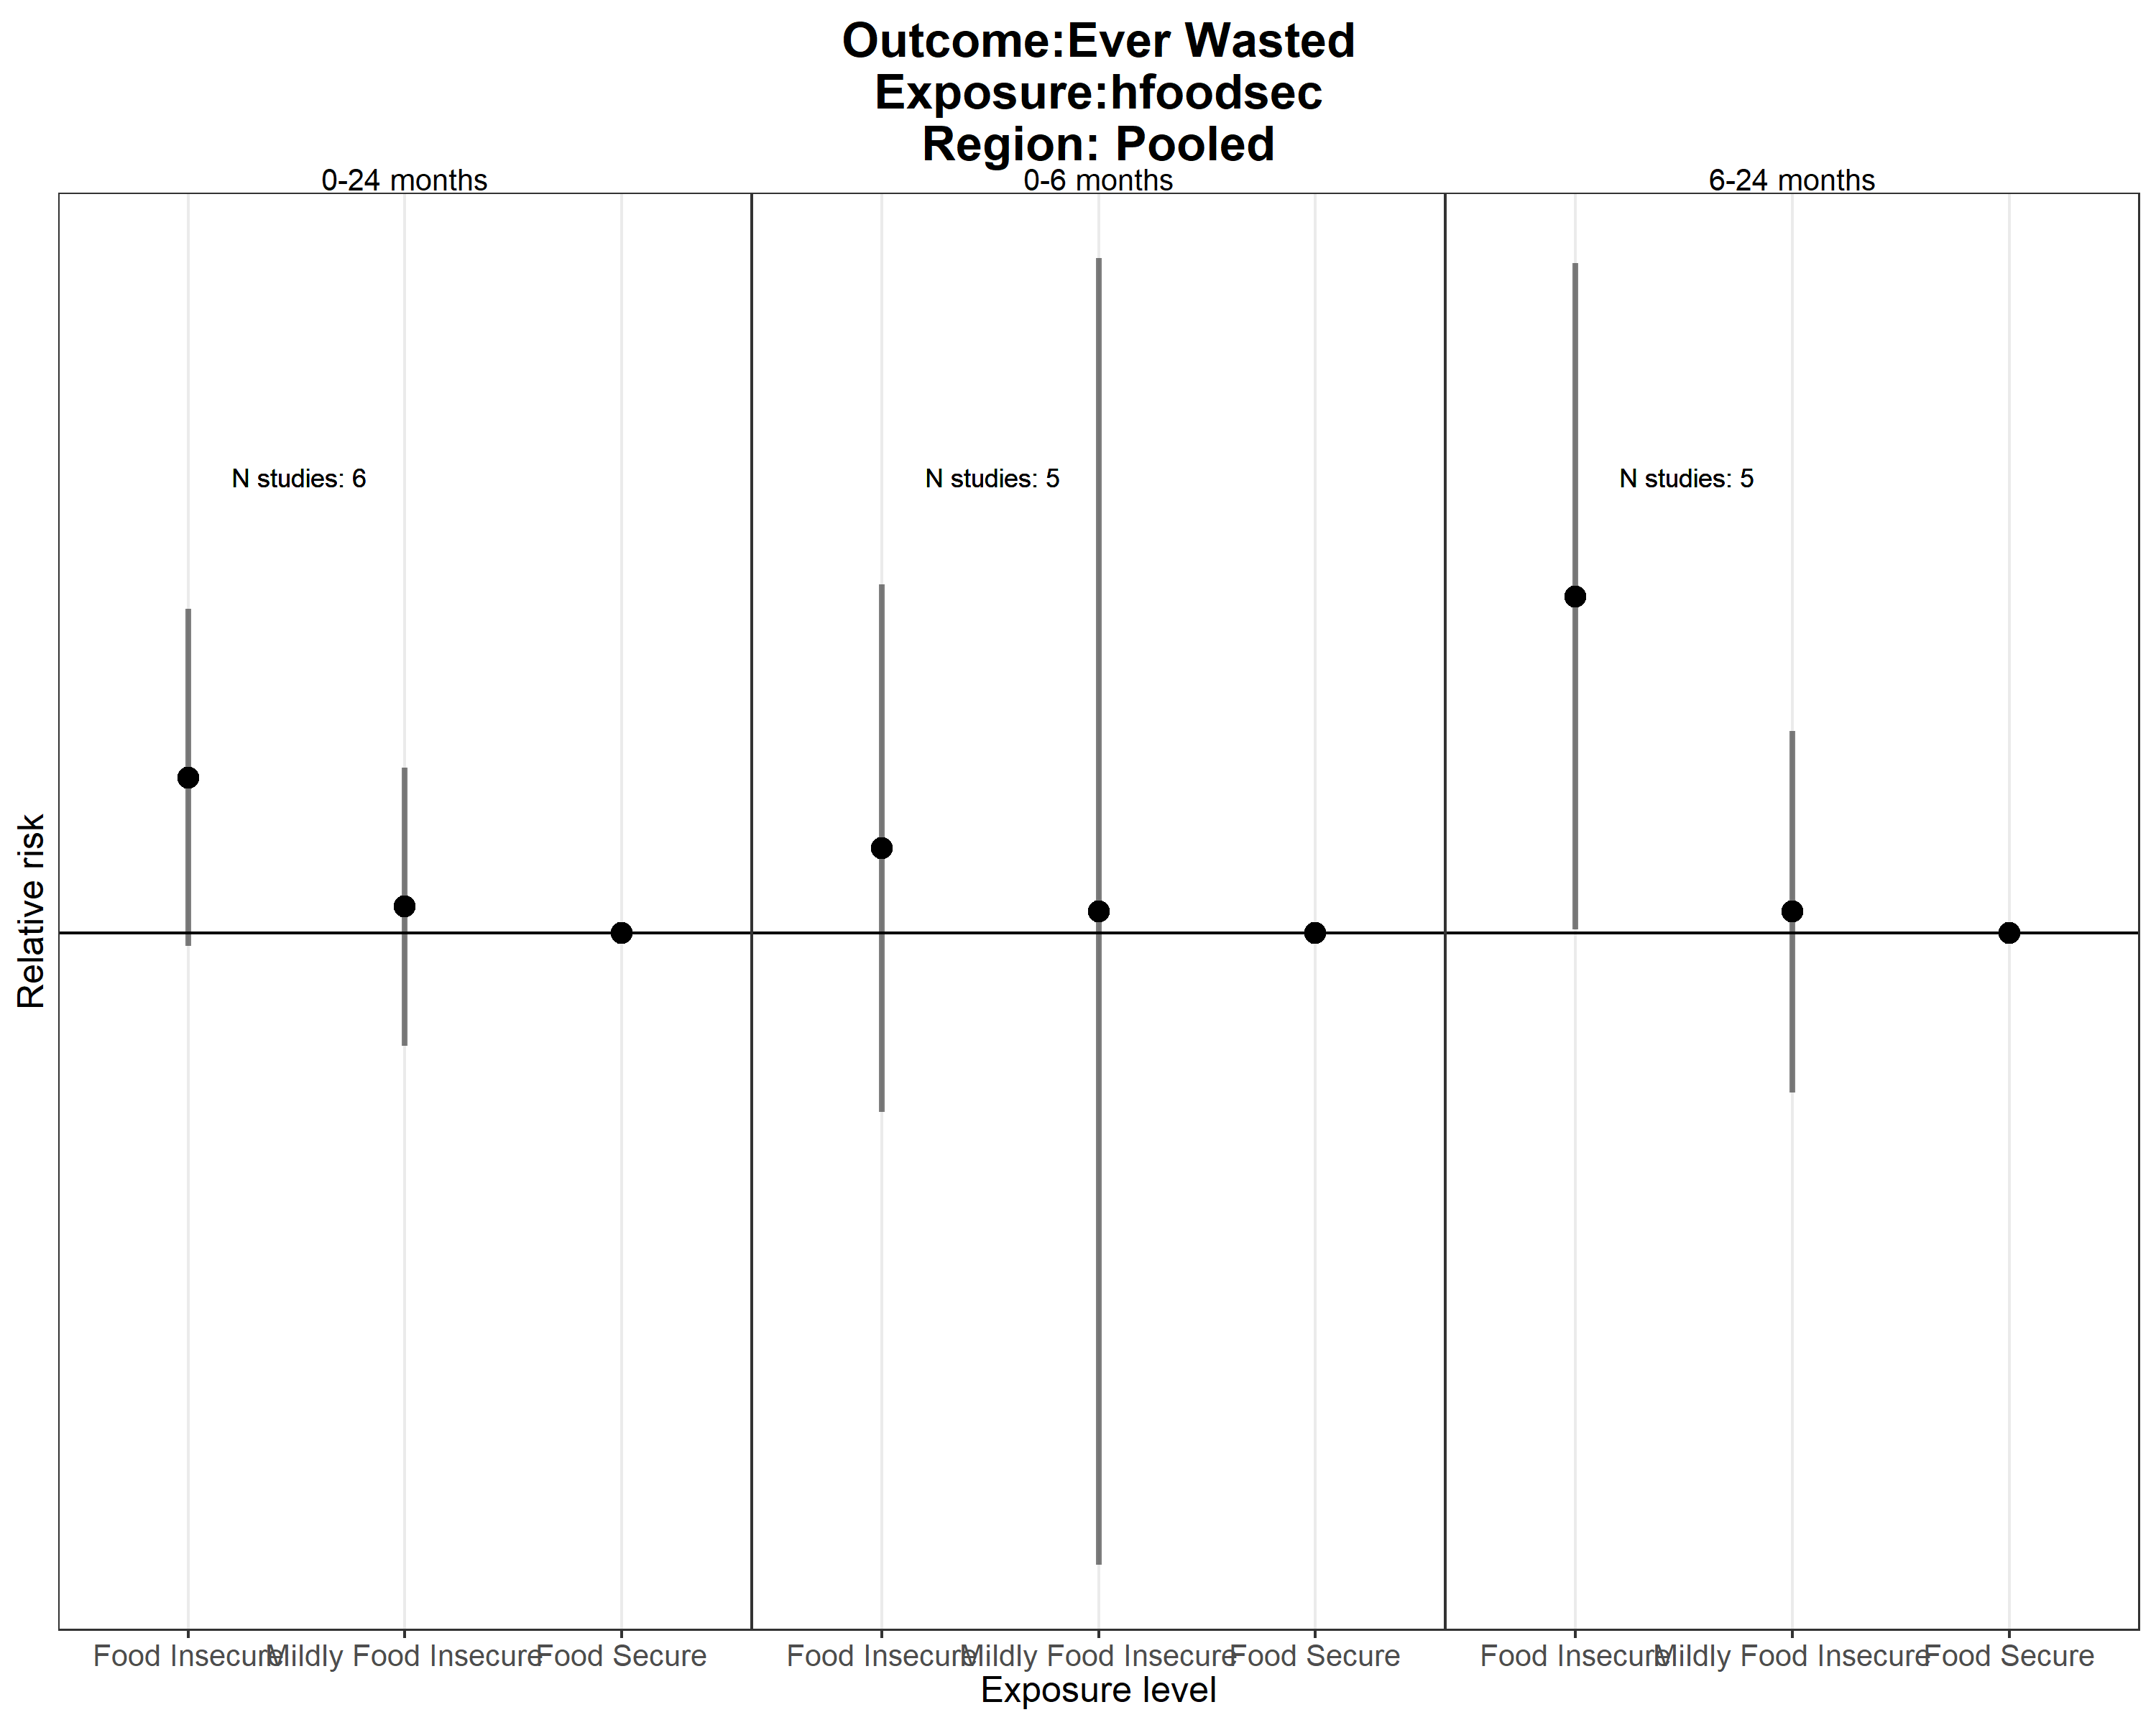 Outcome:Ever Wasted
Exposure:hfoodsec
Region: Pooled
0-24 months
0-6 months
6-24 months
N studies: 6
N studies: 5
N studies: 5
Relative risk
Food Insecure
Mildly Food Insecure
Food Secure
Food Insecure
Mildly Food Insecure
Food Secure
Food Insecure
Mildly Food Insecure
Food Secure
Exposure level